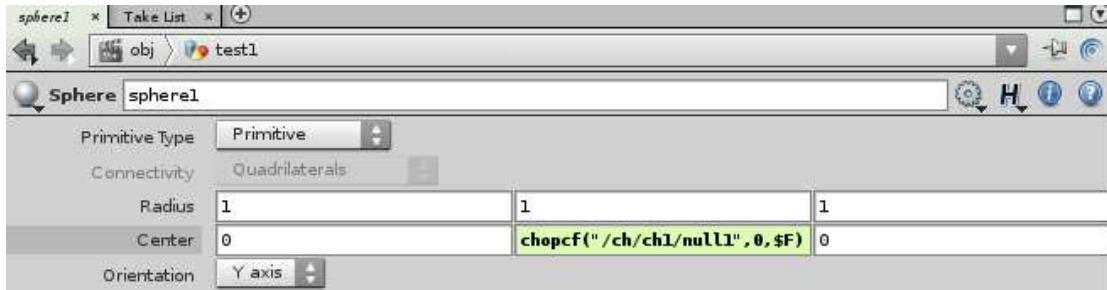 sphere1 × Take List ×
obj test1
Sphere sphere1
Primitive Type Primitive
Connectivity Quadrilaterals
Radius 1 1 1
Center 0 chopcf("/ch/ch1/null1",0,$F) 0
Orientation Y axis